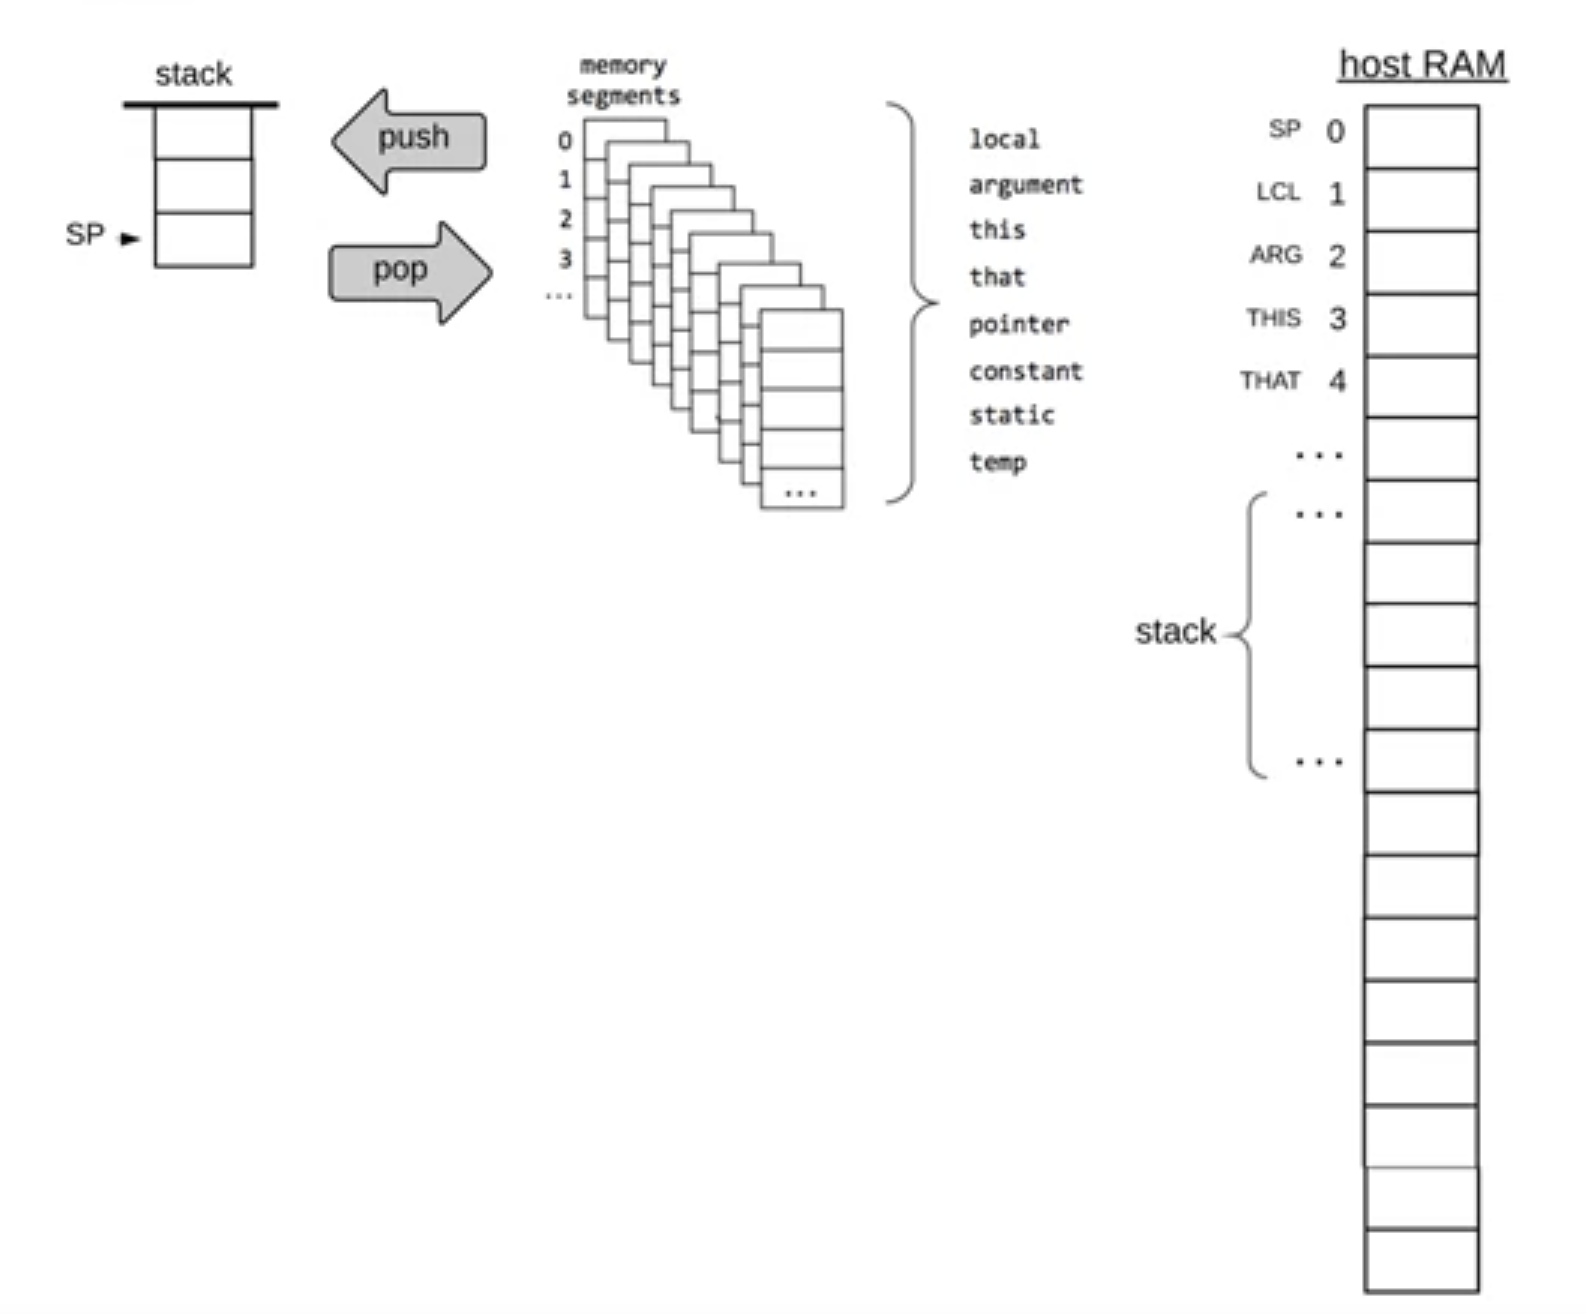 stack
SP
push
pop
memory
segments
0
1
2
3
...
...
local
argument
this
that
pointer
constant
static
temp
host RAM
SP 0
LCL 1
ARG 2
THIS 3
THAT 4
...
...
stack
...